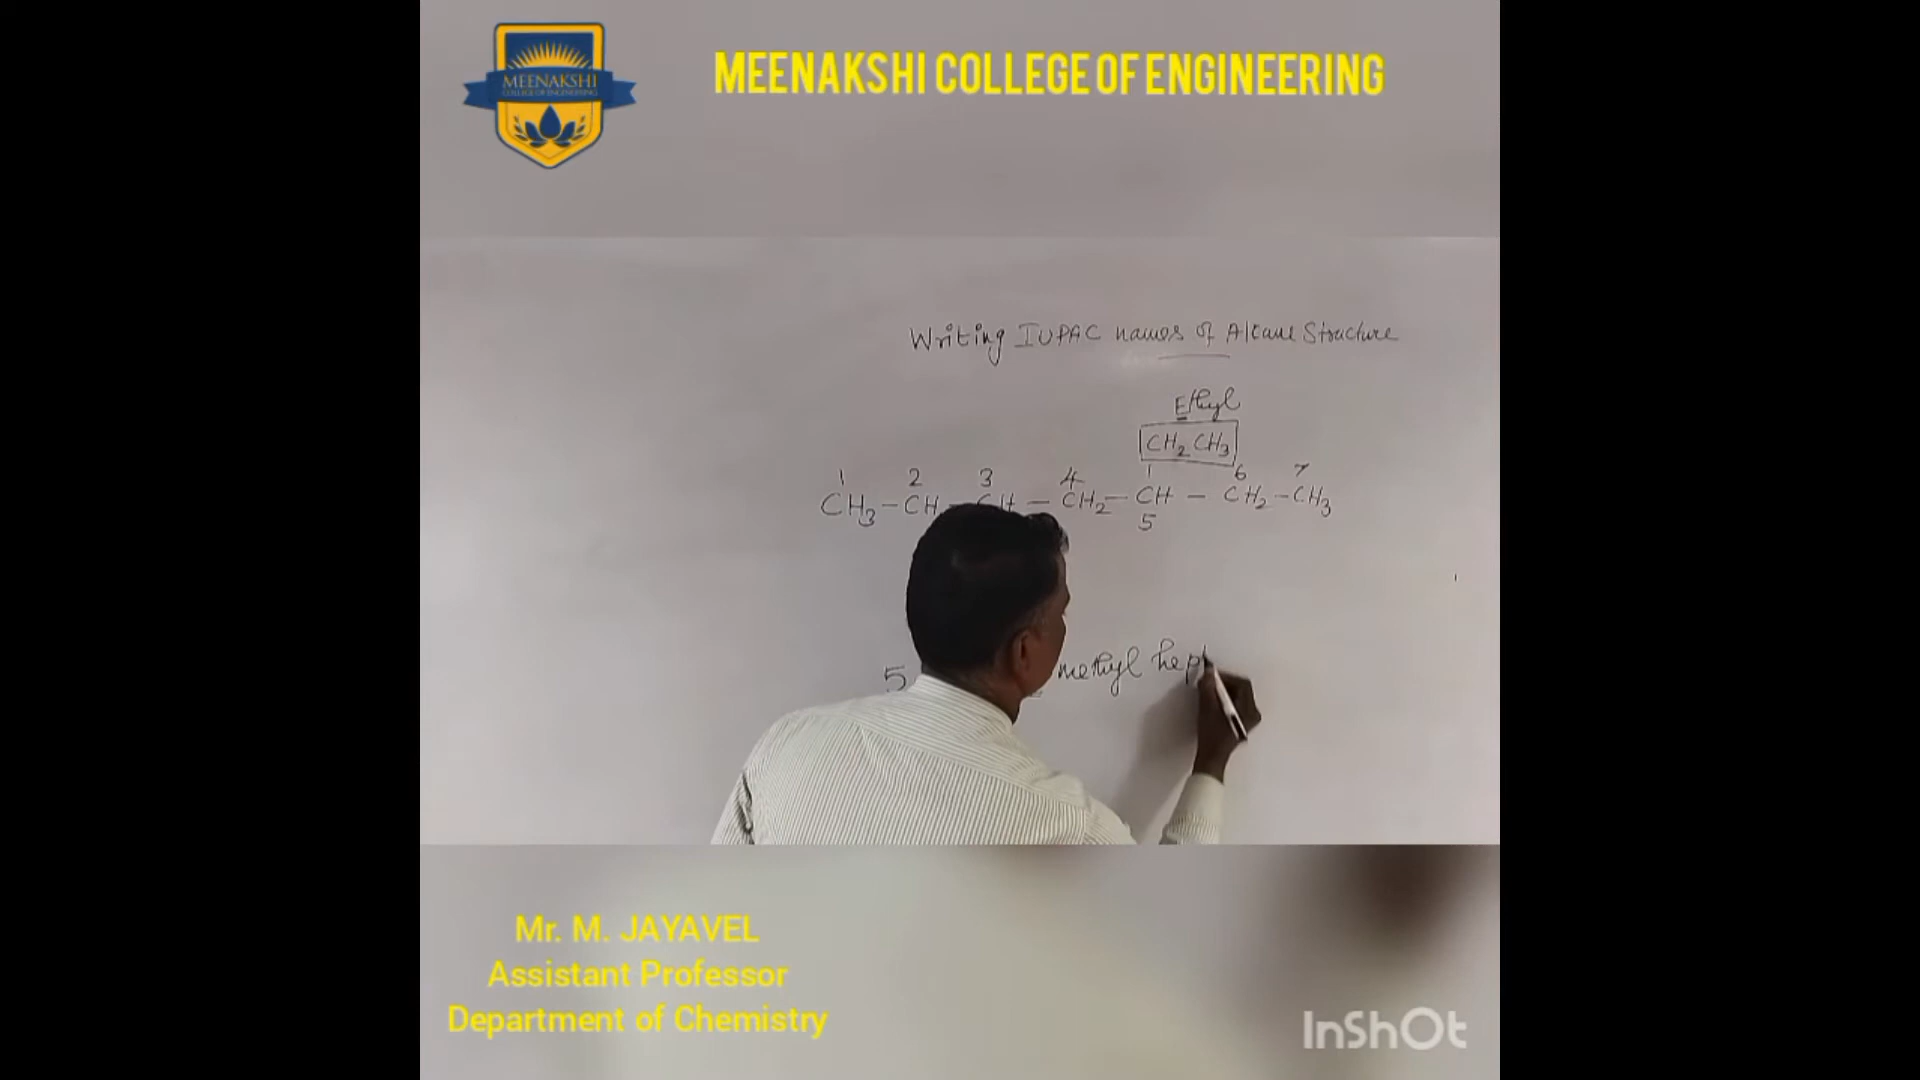 MEENAKSHI
COLLEGE OF ENGINEERING
MEENAKSHI COLLEGE OF ENGINEERING
Writing IUPAC names of Alkane Structure
Ethyl
CH2 CH3
1 2 3 4 6 7
CH3 - CH - CH - CH2 - CH - CH2 - CH3
5
5 methyl hep
Mr. M. JAYAVEL
Assistant Professor
Department of Chemistry
InShOt